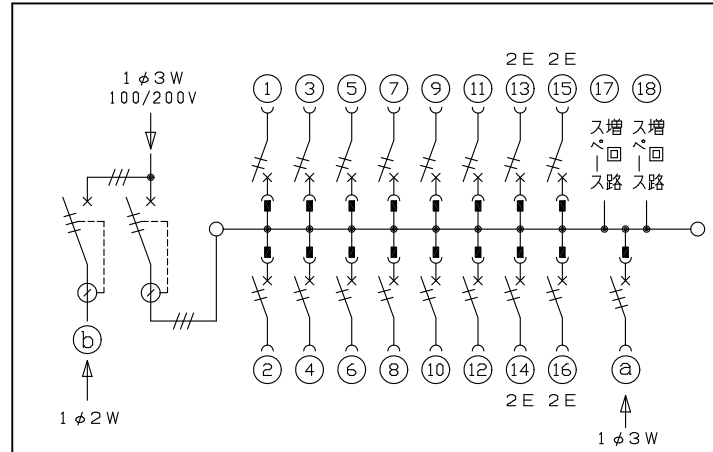 2E 2E
1φ3W
100/200V
① ③ ⑤ ⑦ ⑨ ⑪ ⑬ ⑮ ⑰ ⑱
増回路
スペース
増回路
スペース
ⓑ
② ④ ⑥ ⑧ ⑩ ⑫ ⑭ ⑯ ⓐ
2E 2E
1φ2W
1φ3W